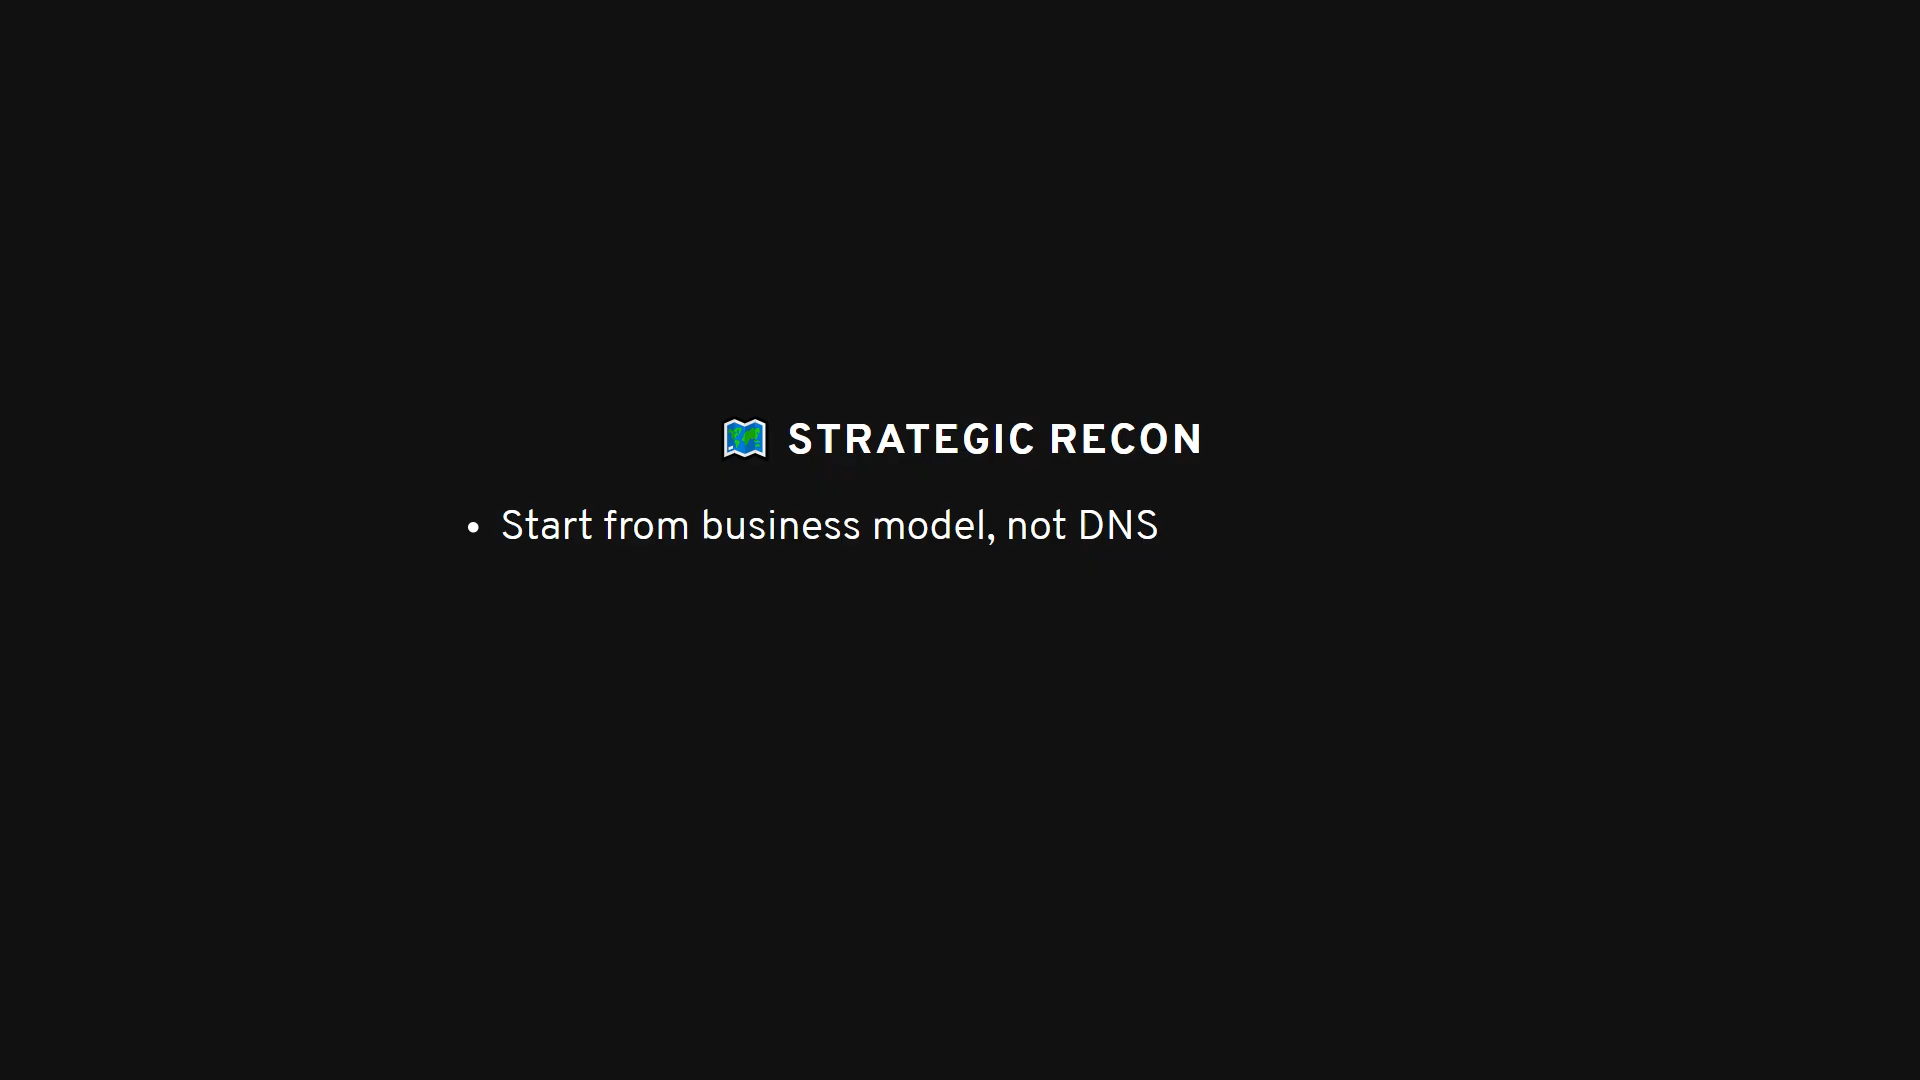 🗺️ STRATEGIC RECON
• Start from business model, not DNS